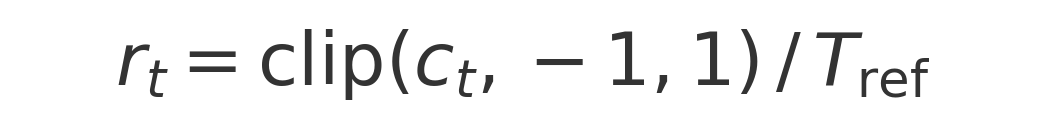 r_t = clip(c_t, −1, 1) / T_ref